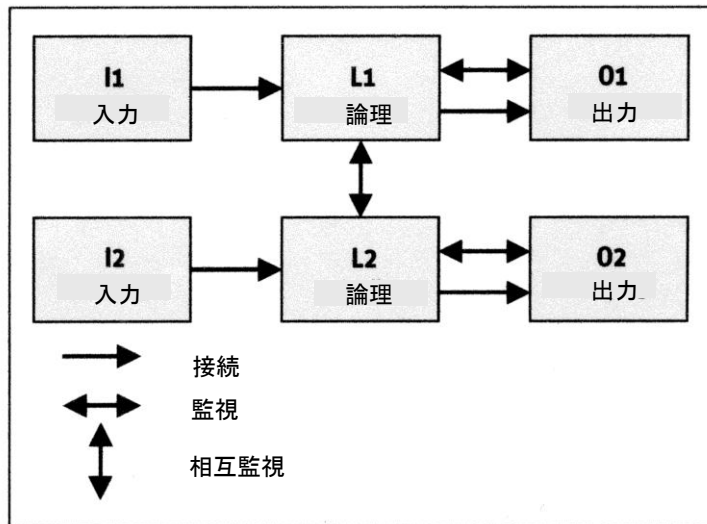 I1
入力
L1
論理
O1
出力
I2
入力
L2
論理
O2
出力
接続
監視
相互監視